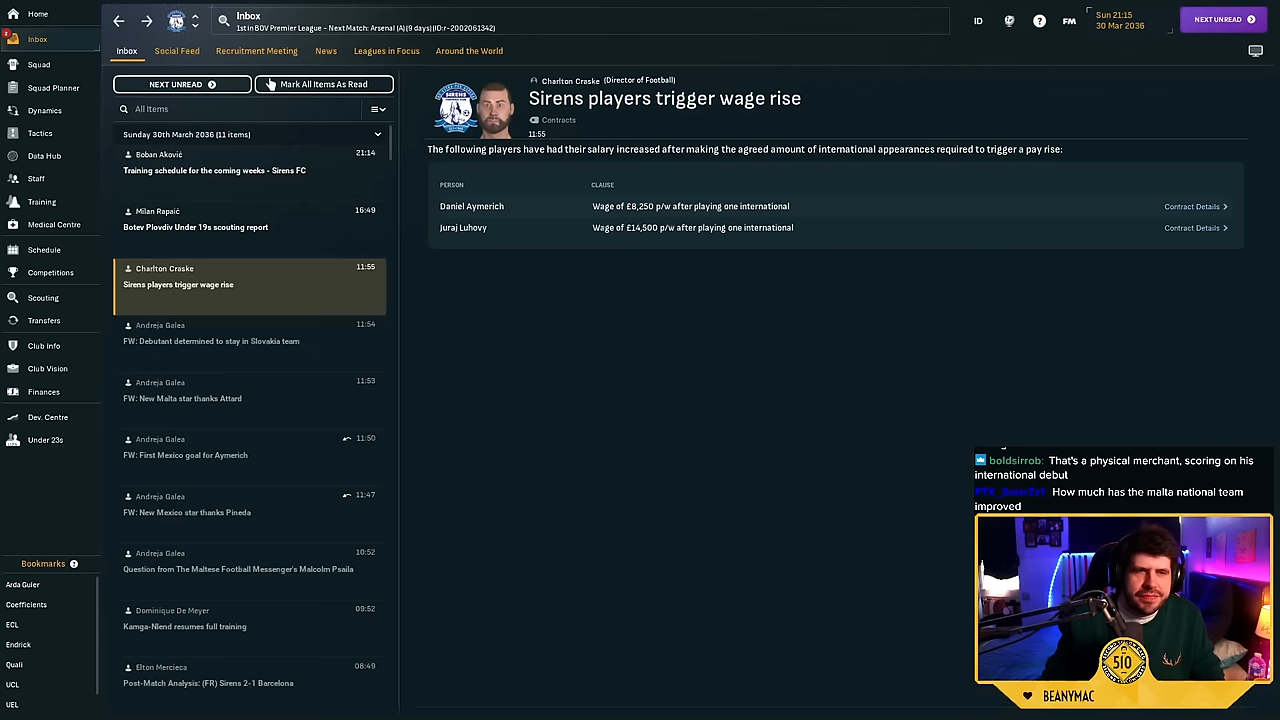 Home
2
Inbox
Squad
Squad Planner
Dynamics
Tactics
Data Hub
Staff
Training
Medical Centre
Schedule
Competitions
Scouting
Transfers
Club Info
Club Vision
Finances
Dev. Centre
Under 23s
Bookmarks ?
Arda Guler
Coefficients
ECL
Endrick
Quali
UCL
UEL
Inbox
1st in BOV Premier League - Next Match: Arsenal (A) (9 days) (ID:r-2002061342)
ID
?
FM
Sun 21:15
30 Mar 2036
NEXT UNREAD
Inbox Social Feed Recruitment Meeting News Leagues in Focus Around the World
NEXT UNREAD
Mark All Items As Read
All Items
Sunday 30th March 2036 (11 items)
Boban Aković 21:14
Training schedule for the coming weeks - Sirens FC
Milan Rapaić 16:49
Botev Plovdiv Under 19s scouting report
Charlton Craske 11:55
Sirens players trigger wage rise
Andreja Galea 11:54
FW: Debutant determined to stay in Slovakia team
Andreja Galea 11:53
FW: New Malta star thanks Attard
Andreja Galea 11:50
FW: First Mexico goal for Aymerich
Andreja Galea 11:47
FW: New Mexico star thanks Pineda
Andreja Galea 10:52
Question from The Maltese Football Messenger's Malcolm Psaila
Dominique De Meyer 09:52
Kamga-Nlend resumes full training
Elton Mercieca 08:49
Post-Match Analysis: (FR) Sirens 2-1 Barcelona
SIRENS
Charlton Craske (Director of Football)
Sirens players trigger wage rise
Contracts
11:55
The following players have had their salary increased after making the agreed amount of international appearances required to trigger a pay rise:
PERSON CLAUSE
Daniel Aymerich Wage of £8,250 p/w after playing one international Contract Details
Juraj Luhovy Wage of £14,500 p/w after playing one international Contract Details
boldsirrob: That's a physical merchant, scoring on his
international debut
How much has the malta national team
improved
510
BEANYMAC